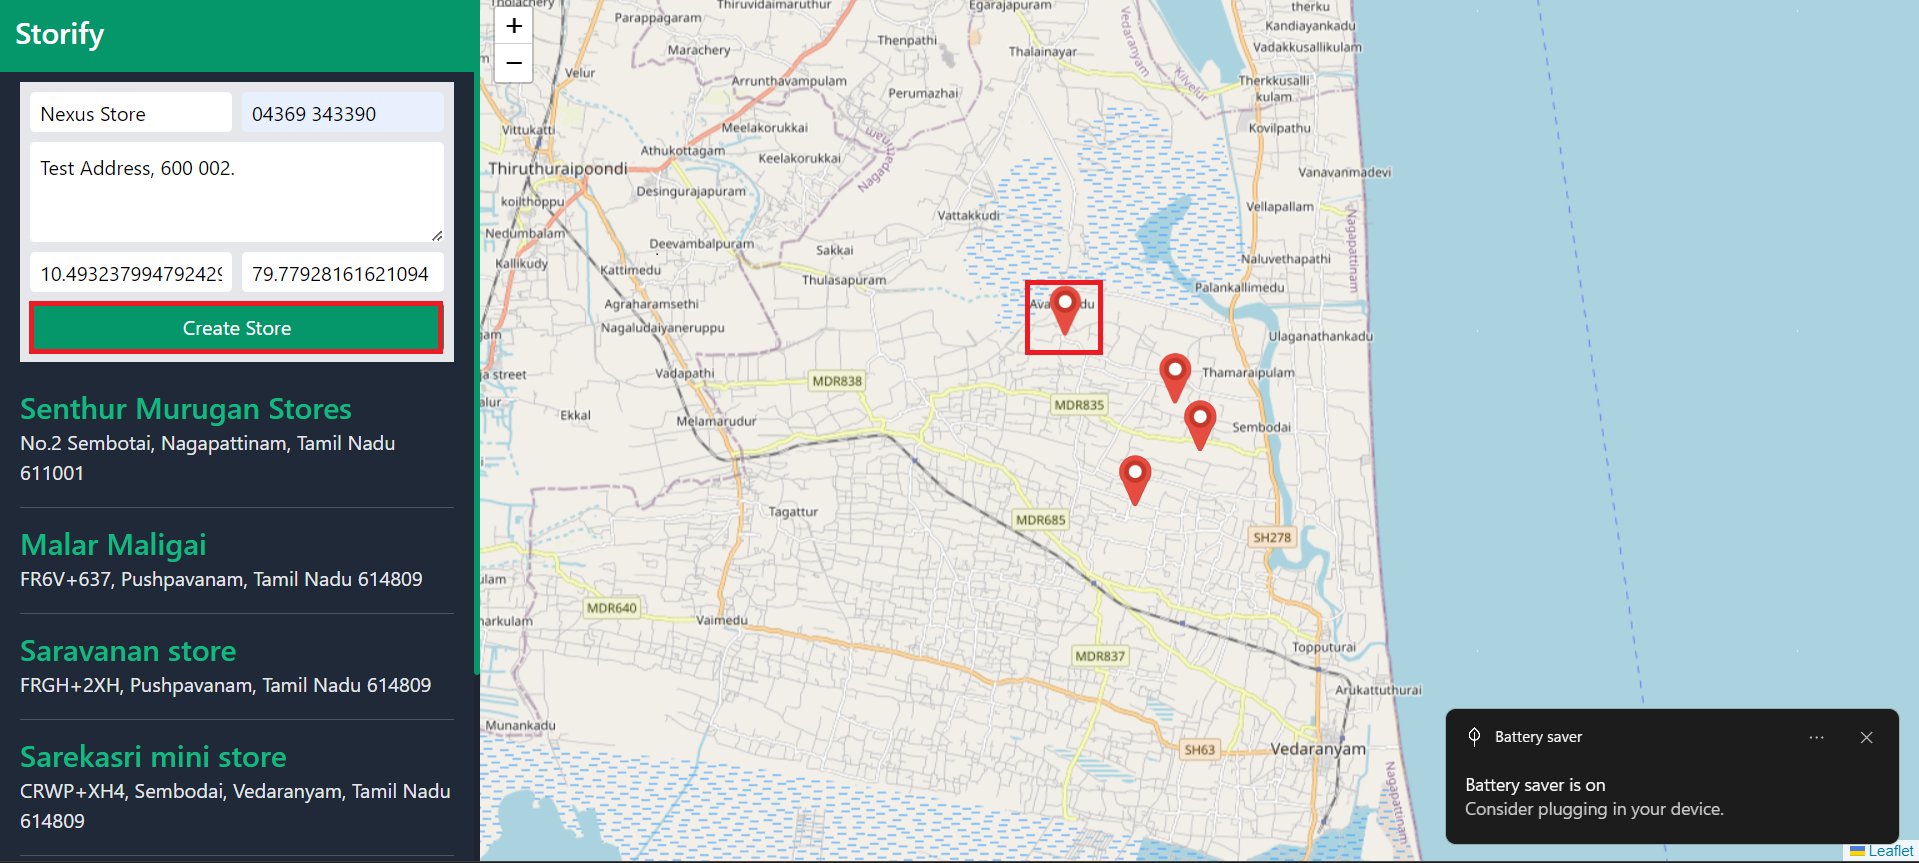 Storify
Nexus Store
04369 343390
Test Address, 600 002.
10.493237994792429
79.77928161621094
Create Store
Senthur Murugan Stores
No.2 Sembotai, Nagapattinam, Tamil Nadu
611001
Malar Maligai
FR6V+637, Pushpavanam, Tamil Nadu 614809
Saravanan store
FRGH+2XH, Pushpavanam, Tamil Nadu 614809
Sarekasri mini store
CRWP+XH4, Sembodai, Vedaranyam, Tamil Nadu
614809
+
−
Parappagaram
Thiruvidaimaruthur
Egarajapuram
therku
Kandiayankadu
Marachery
Thenpathi
Thalainayar
Vedaranyam
Vadakkusallikulam
Velur
Arrunthavampulam
Perumazhai
Kilvelur
Therkkusalli
kulam
Vittukatti
Meelakorukkai
Kovilpathu
Athukottagam
Keelakorukkai
Thiruthuraipoondi
Desingurajapuram
Vanavanmadevi
koilthoppu
Vattakkudi
Vellapallam
Nedumbalam
Deevambalpuram
Sakkai
Nagapattinam
Kallikudy
Kattimedu
Thulasapuram
Naluvethapathi
Palankallimedu
Agraharamsethi
Nagaludaiyaneruppu
Ulaganathankadu
ja street
Vadapathi
MDR838
Thamaraipulam
Ekkal
Melamarudur
MDR835
Sembodai
Tagattur
MDR685
SH278
MDR640
Vaimedu
MDR837
Topputurai
Arukattuthurai
Munankadu
SH63
Vedaranyam
Nagapattinam
Battery saver
Battery saver is on
Consider plugging in your device.
Leaflet